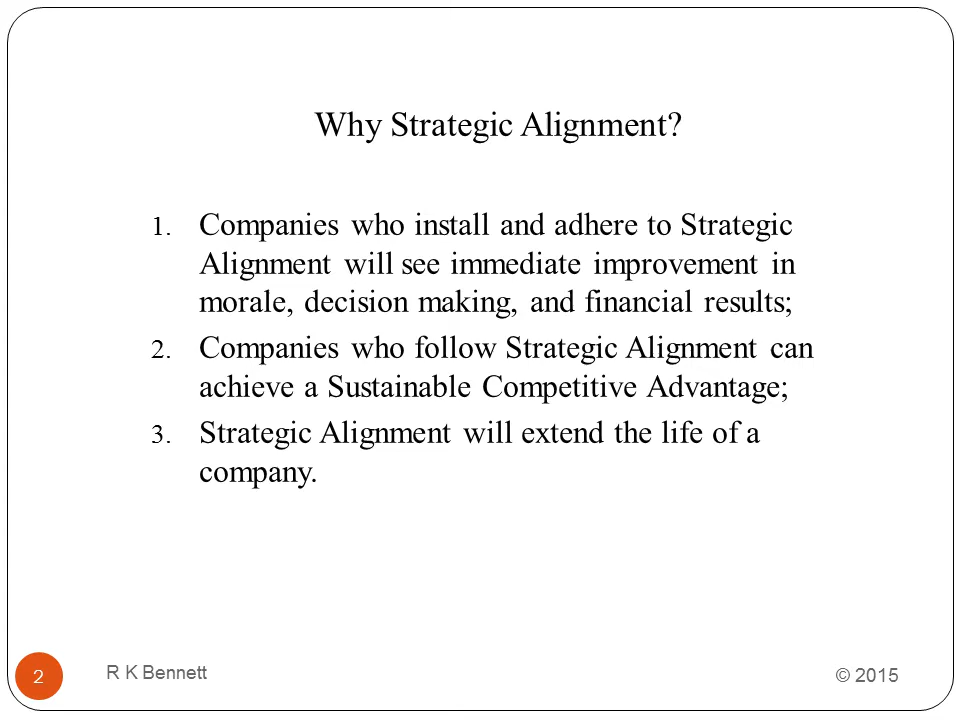 Why Strategic Alignment?
1. Companies who install and adhere to Strategic
Alignment will see immediate improvement in
morale, decision making, and financial results;
2. Companies who follow Strategic Alignment can
achieve a Sustainable Competitive Advantage;
3. Strategic Alignment will extend the life of a
company.
2
R K Bennett
© 2015